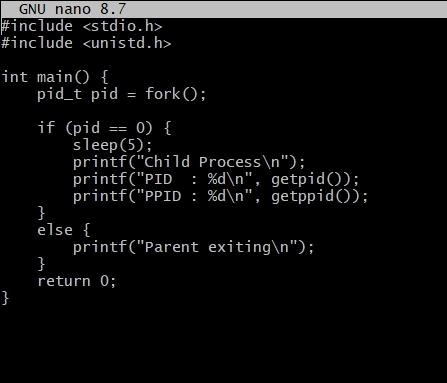 GNU nano 8.7
#include <stdio.h>
#include <unistd.h>
int main() {
    pid_t pid = fork();
    if (pid == 0) {
        sleep(5);
        printf("Child Process\n");
        printf("PID  : %d\n", getpid());
        printf("PPID : %d\n", getppid());
    }
    else {
        printf("Parent exiting\n");
    }
    return 0;
}